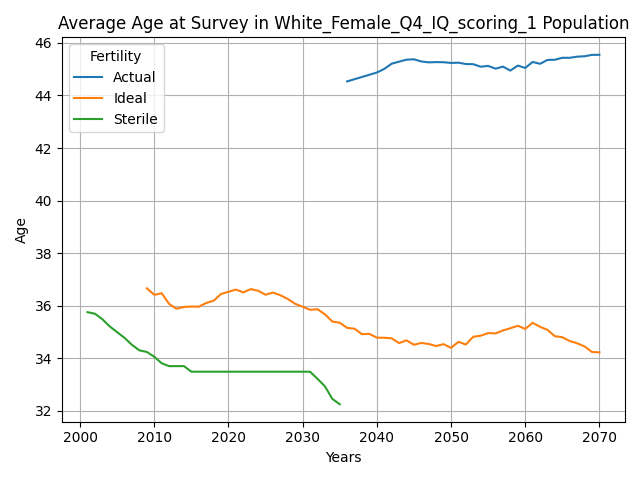 Average Age at Survey in White_Female_Q4_IQ_scoring_1 Population
Fertility
Actual
Ideal
Sterile
46
44
42
40
38
36
34
32
Age
2000 2010 2020 2030 2040 2050 2060 2070
Years